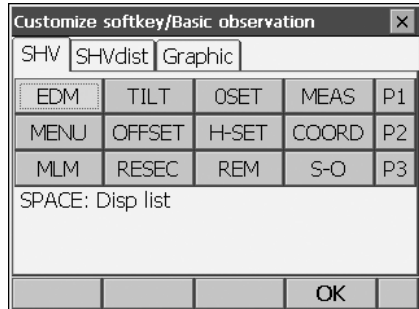 Customize softkey/Basic observation
SHV SHVdist Graphic
EDM TILT 0SET MEAS P1
MENU OFFSET H-SET COORD P2
MLM RESEC REM S-O P3
SPACE: Disp list
OK